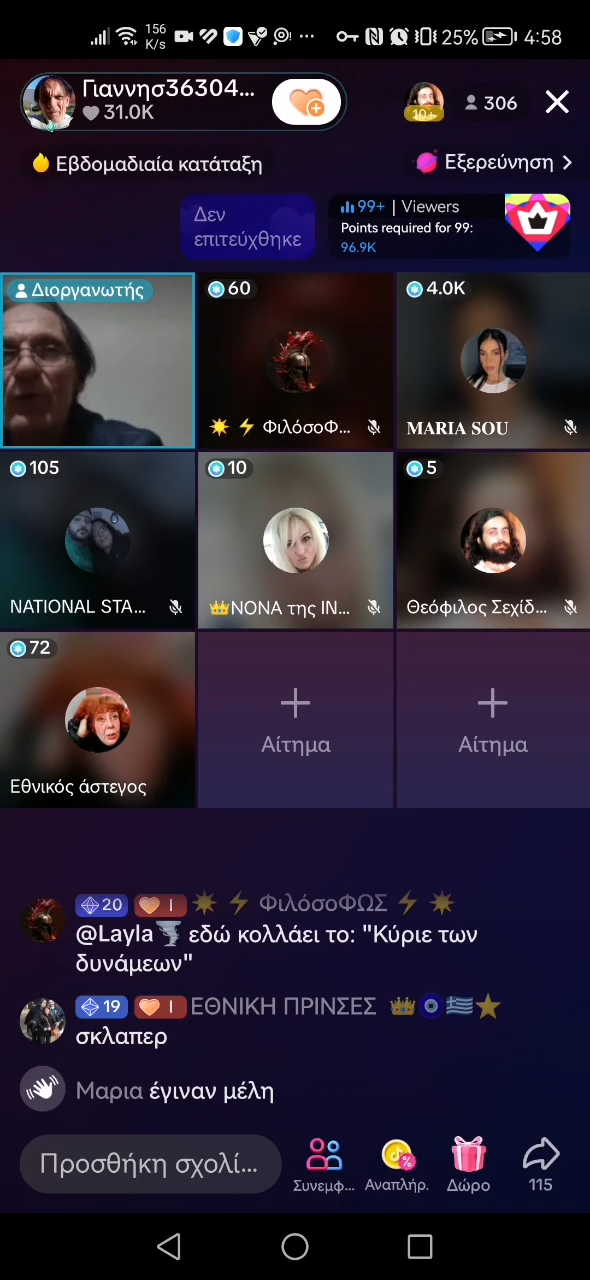 156 K/s 25% 4:58
Γιαννησ36304...
31.0K
10+
306
Εβδομαδιαία κατάταξη
Εξερεύνηση
Δεν επιτεύχθηκε
99+ | Viewers
Points required for 99:
96.9K
Διοργανωτής
60
ΦιλόσοΦ...
4.0K
MARIA SOU
105
NATIONAL STA...
10
NONA της IN...
5
Θεόφιλος Σεχίδ...
72
Εθνικός άστεγος
Αίτημα
Αίτημα
20 I ΦιλόσοΦΩΣ
@Layla εδώ κολλάει το: "Κύριε των
δυνάμεων"
19 I ΕΘΝΙΚΗ ΠΡΙΝΣΕΣ
σκλαπερ
Μαρια έγιναν μέλη
Προσθήκη σχολί...
Συνεμφ...
Αναπλήρ.
Δώρο
115